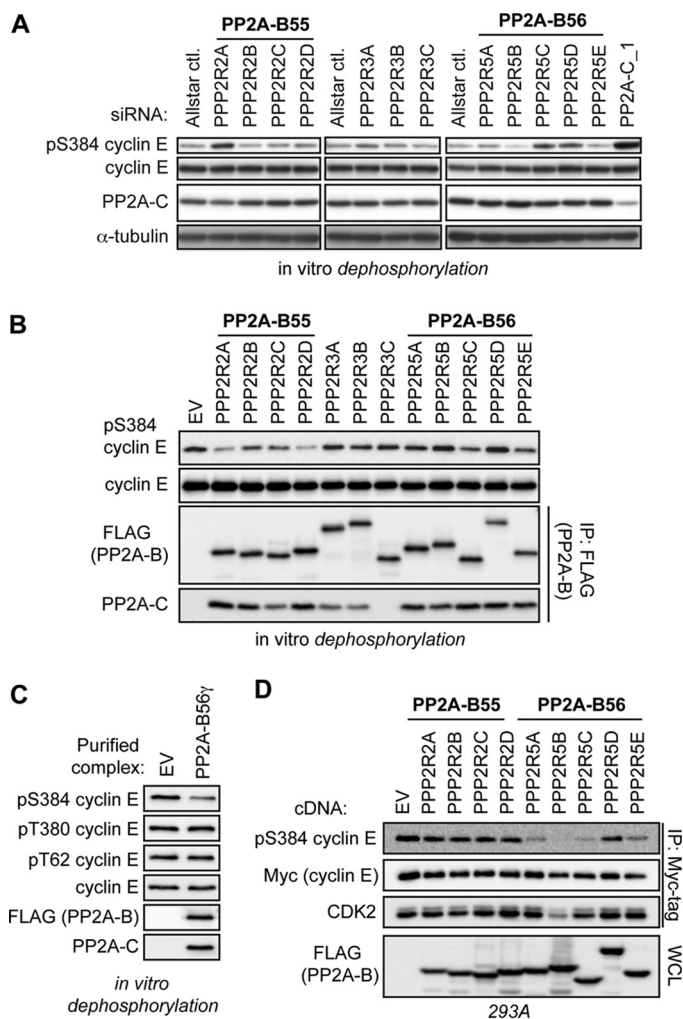 A
PP2A-B55
PP2A-B56
siRNA:
Allstar ctl.
PPP2R2A
PPP2R2B
PPP2R2C
PPP2R2D
Allstar ctl.
PPP2R3A
PPP2R3B
PPP2R3C
Allstar ctl.
PPP2R5A
PPP2R5B
PPP2R5C
PPP2R5D
PPP2R5E
PP2A-C_1
pS384 cyclin E
cyclin E
PP2A-C
α-tubulin
in vitro dephosphorylation
B
PP2A-B55
PP2A-B56
EV
PPP2R2A
PPP2R2B
PPP2R2C
PPP2R2D
PPP2R3A
PPP2R3B
PPP2R3C
PPP2R5A
PPP2R5B
PPP2R5C
PPP2R5D
PPP2R5E
pS384
cyclin E
cyclin E
FLAG
(PP2A-B)
PP2A-C
IP: FLAG
(PP2A-B)
in vitro dephosphorylation
C
Purified
complex:
EV
PP2A-B56γ
pS384 cyclin E
pT380 cyclin E
pT62 cyclin E
cyclin E
FLAG (PP2A-B)
PP2A-C
in vitro
dephosphorylation
D
PP2A-B55
PP2A-B56
cDNA:
EV
PPP2R2A
PPP2R2B
PPP2R2C
PPP2R2D
PPP2R5A
PPP2R5B
PPP2R5C
PPP2R5D
PPP2R5E
pS384 cyclin E
Myc (cyclin E)
CDK2
FLAG
(PP2A-B)
IP: Myc-tag
WCL
293A